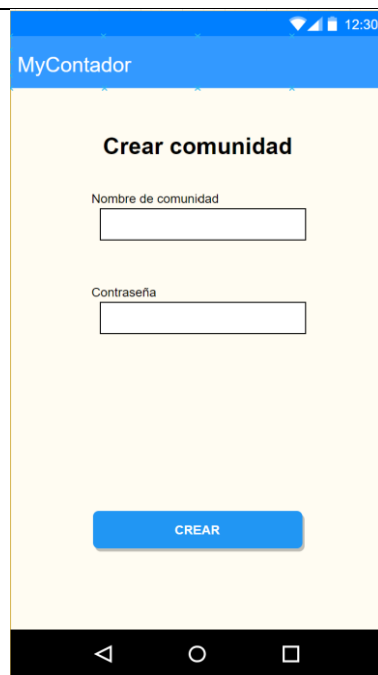 12:30
MyContador
Crear comunidad
Nombre de comunidad
Contraseña
CREAR